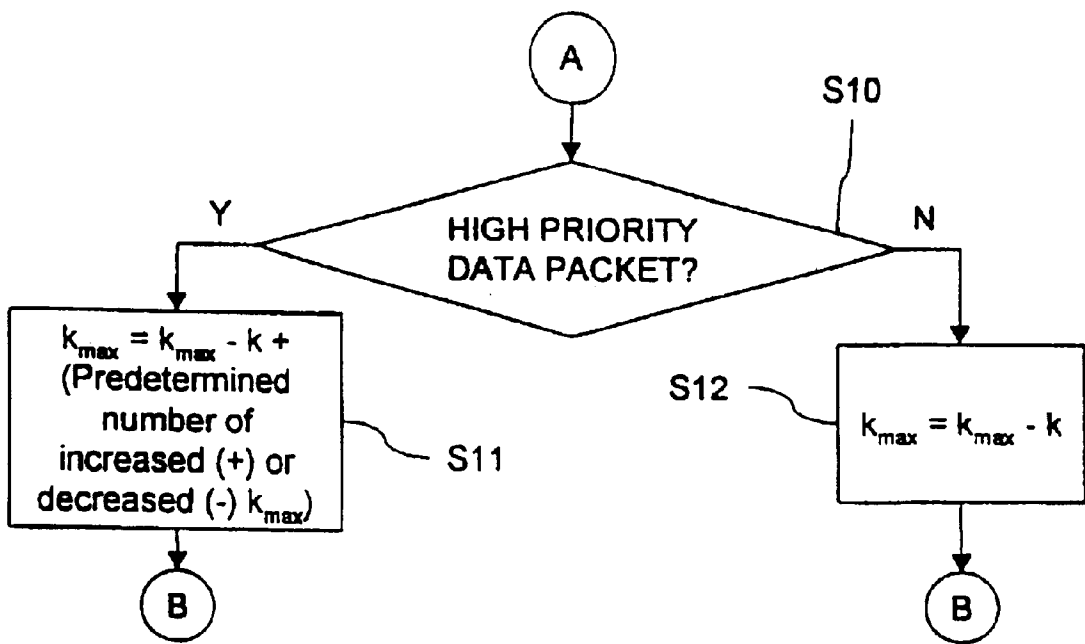 A
S10
Y
N
HIGH PRIORITY
DATA PACKET?
k_max = k_max - k +
(Predetermined
number of
increased (+) or
decreased (-) k_max)
S11
S12
k_max = k_max - k
B
B